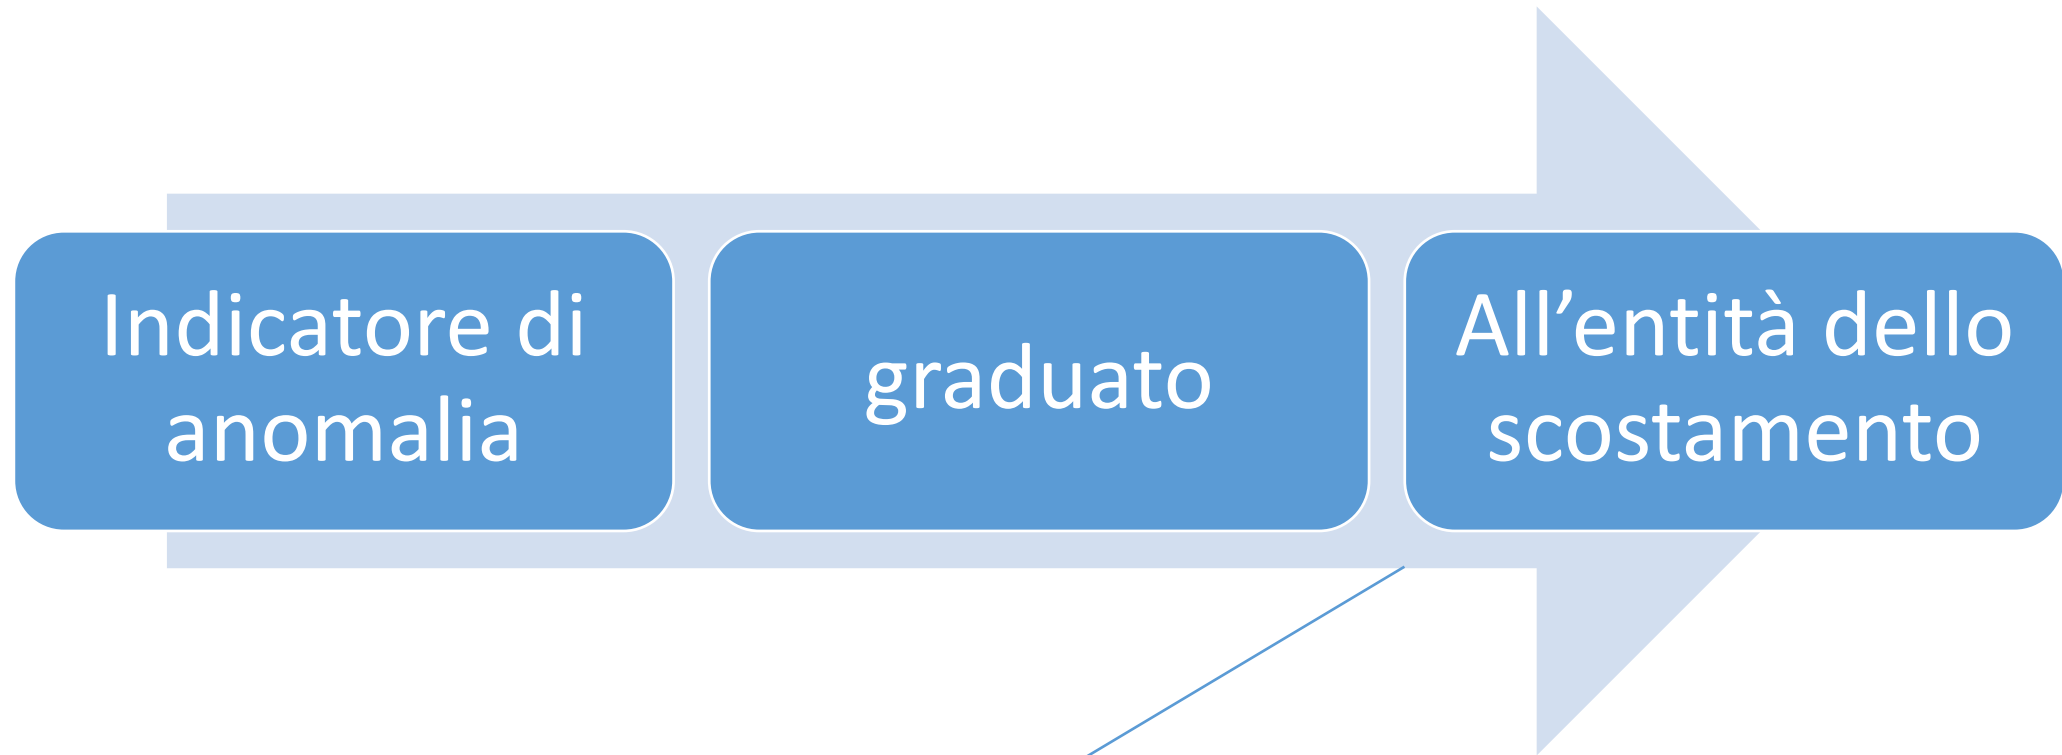 Indicatore di
anomalia
graduato
All’entità dello
scostamento